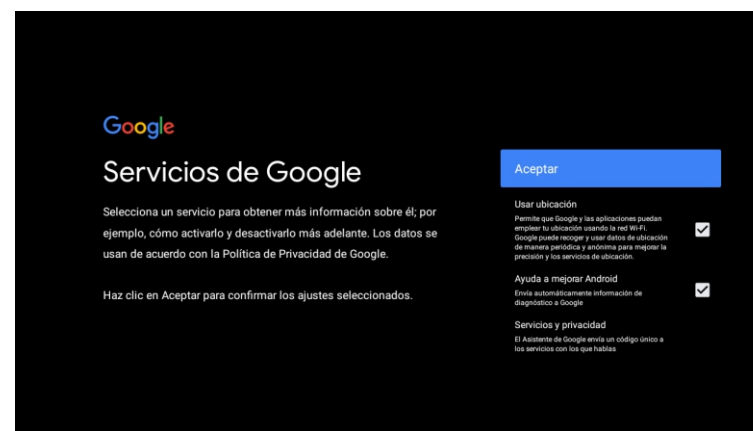 Google
Servicios de Google
Selecciona un servicio para obtener más información sobre él; por
ejemplo, cómo activarlo y desactivarlo más adelante. Los datos se
usan de acuerdo con la Política de Privacidad de Google.
Haz clic en Aceptar para confirmar los ajustes seleccionados.
Aceptar
Usar ubicación
Permite que Google y las aplicaciones puedan
emplear tu ubicación usando la red Wi-Fi.
Google puede recoger y usar datos de ubicación
de manera periódica y anónima para mejorar la
precisión y los servicios de ubicación.
Ayuda a mejorar Android
Envía automáticamente información de
diagnóstico a Google
Servicios y privacidad
El Asistente de Google envía un código único a
los servicios con los que hablas